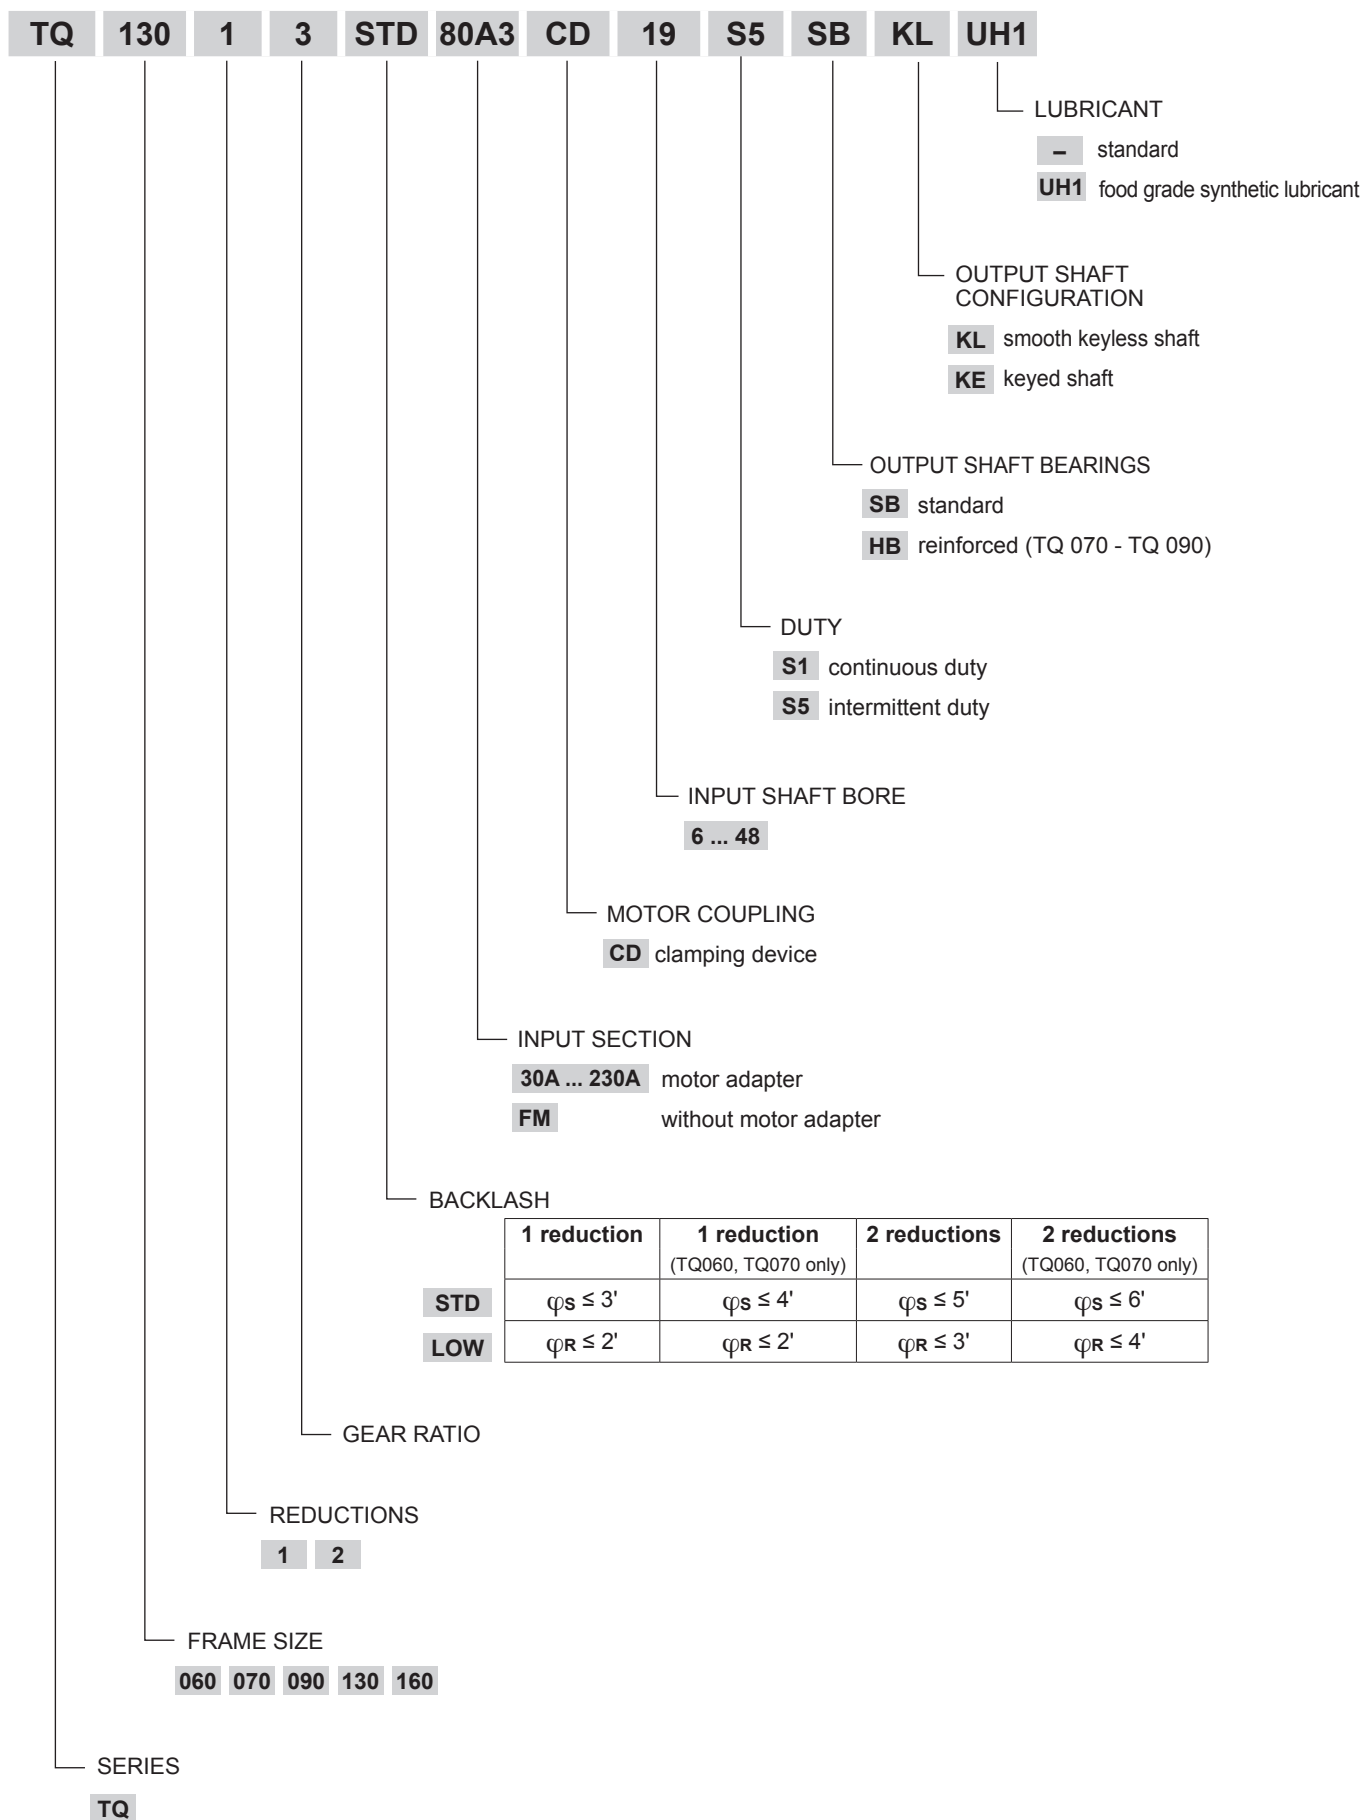 TQ 130 1 3 STD 80A3 CD 19 S5 SB KL UH1
LUBRICANT
– standard
UH1 food grade synthetic lubricant
OUTPUT SHAFT
CONFIGURATION
KL smooth keyless shaft
KE keyed shaft
OUTPUT SHAFT BEARINGS
SB standard
HB reinforced (TQ 070 - TQ 090)
DUTY
S1 continuous duty
S5 intermittent duty
INPUT SHAFT BORE
6 ... 48
MOTOR COUPLING
CD clamping device
INPUT SECTION
30A ... 230A motor adapter
FM without motor adapter
BACKLASH
1 reduction 1 reduction 2 reductions 2 reductions
(TQ060, TQ070 only) (TQ060, TQ070 only)
STD φS ≤ 3' φS ≤ 4' φS ≤ 5' φS ≤ 6'
LOW φR ≤ 2' φR ≤ 2' φR ≤ 3' φR ≤ 4'
GEAR RATIO
REDUCTIONS
1 2
FRAME SIZE
060 070 090 130 160
SERIES
TQ